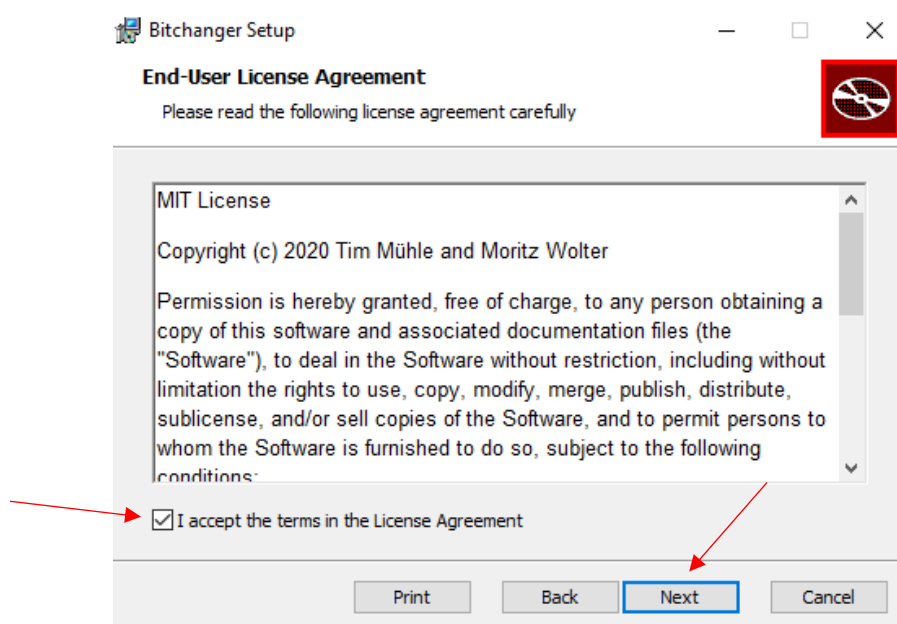 Bitchanger Setup
End-User License Agreement
Please read the following license agreement carefully
MIT License
Copyright (c) 2020 Tim Mühle and Moritz Wolter
Permission is hereby granted, free of charge, to any person obtaining a
copy of this software and associated documentation files (the
"Software"), to deal in the Software without restriction, including without
limitation the rights to use, copy, modify, merge, publish, distribute,
sublicense, and/or sell copies of the Software, and to permit persons to
whom the Software is furnished to do so, subject to the following
conditions:
I accept the terms in the License Agreement
Print Back Next Cancel